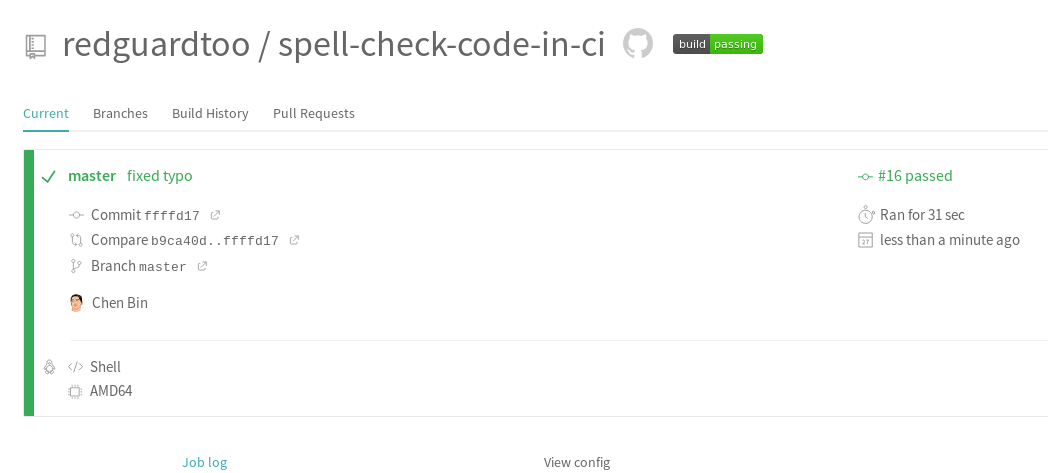 redguardtoo / spell-check-code-in-ci build passing
Current Branches Build History Pull Requests
master fixed typo #16 passed
Commit ffffd17 Ran for 31 sec
Compare b9ca40d..ffffd17 less than a minute ago
Branch master
Chen Bin
Shell
AMD64
Job log View config